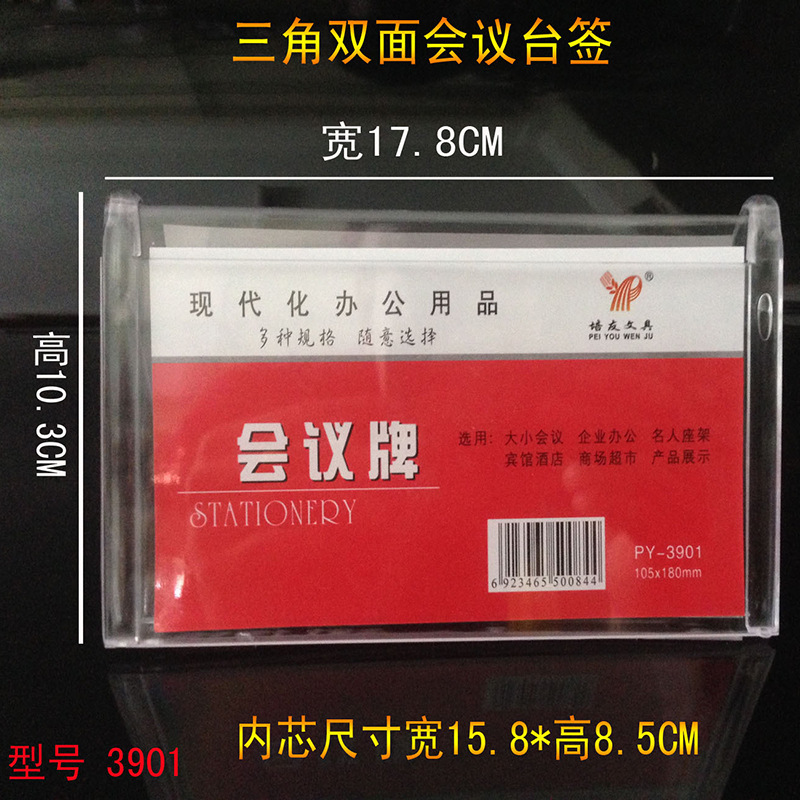 三角双面会议台签
宽17.8CM
高10.3CM
现代化办公用品
多种规格 随意选择
®
培友文具
PEI YOU WEN JU
会议牌
STATIONERY
选用: 大小会议 企业办公 名人座架
宾馆酒店 商场超市 产品展示
6 923465 500844
PY-3901
105x180mm
内芯尺寸宽15.8*高8.5CM
型号 3901